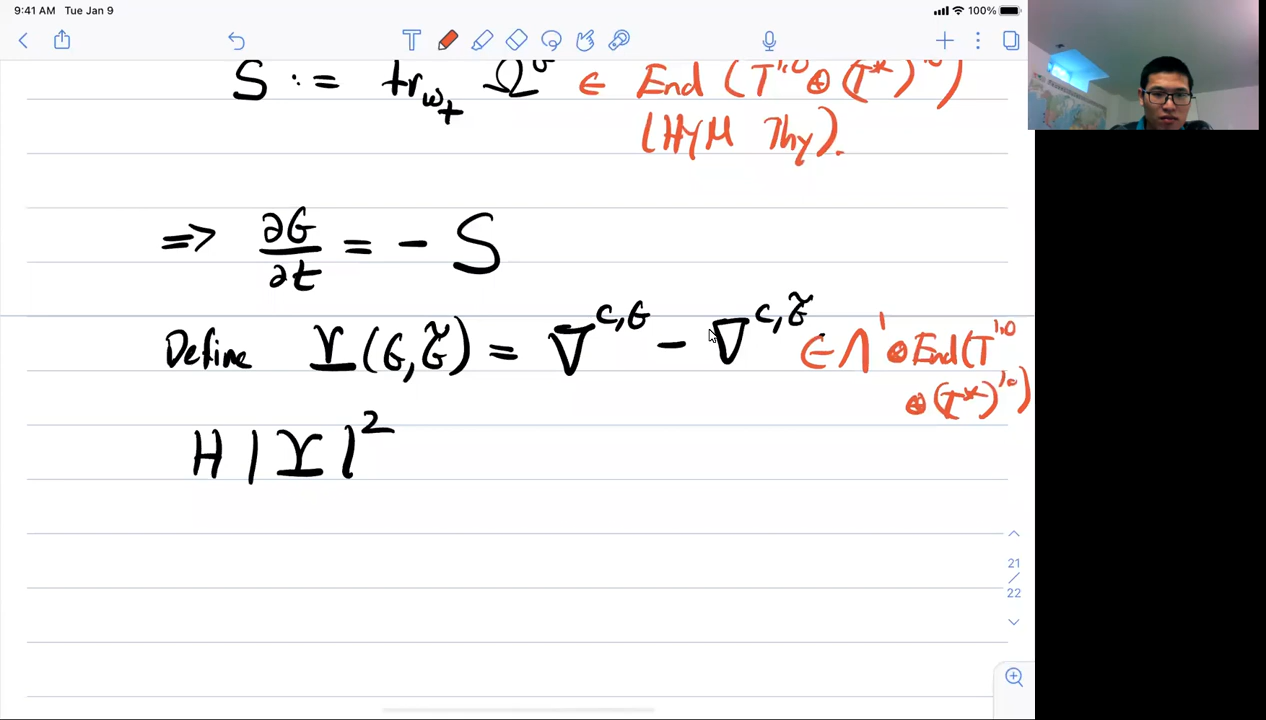 9:41 AM Tue Jan 9 100%
S := tr_{ω_+} Ω^G ∈ End (T^{1,0} ⊕ (T^*)^{1,0})
(HYM Thy).
⇒ ∂G/∂t = - S
Define Υ(G, G̃) = ∇^{C,G} - ∇^{C,G̃} ∈ Λ^1 ⊗ End(T^{1,0}
⊕ (T^*)^{1,0})
H |Υ|^2
21
/
22